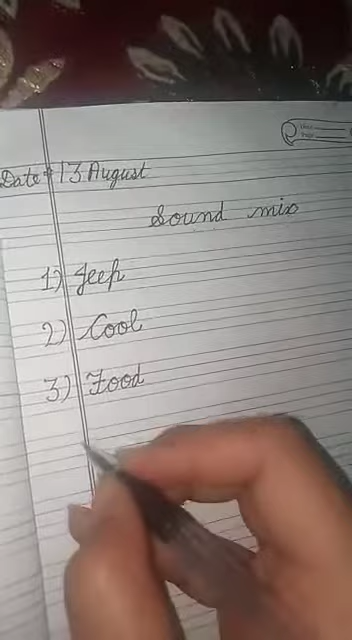 Date 13 August
Sound mix
1) Jeep
2) Cool
3) Food